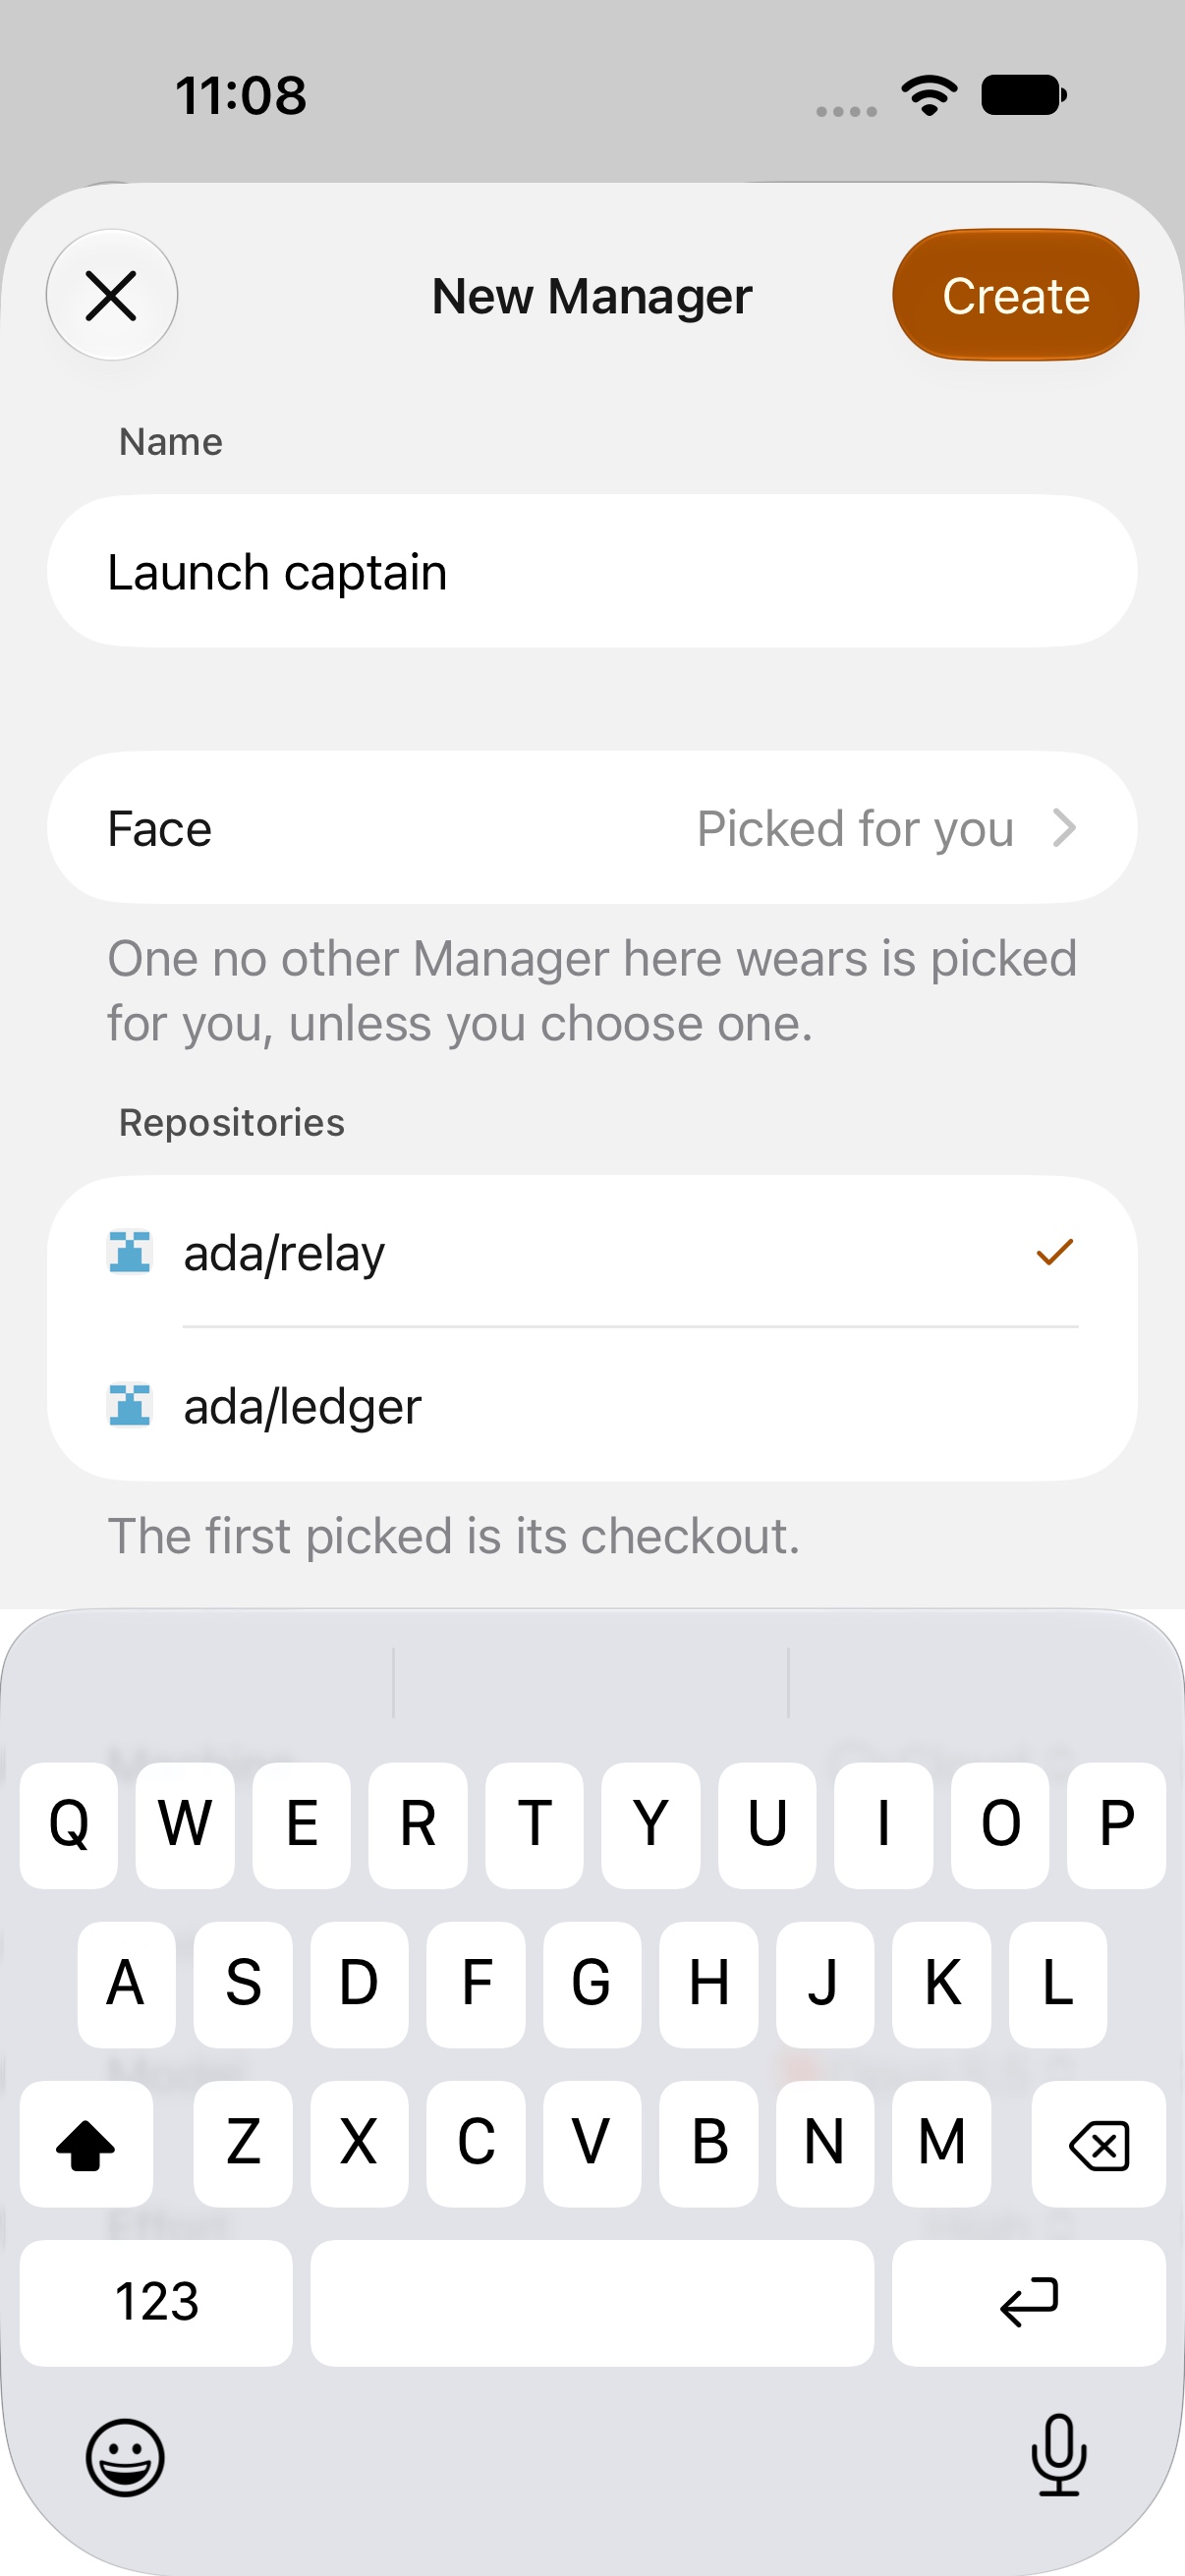 11:08
New Manager
Create
Name
Launch captain
Face
Picked for you
One no other Manager here wears is picked
for you, unless you choose one.
Repositories
ada/relay
ada/ledger
The first picked is its checkout.
Q W E R T Y U I O P
A S D F G H J K L
Z X C V B N M
123